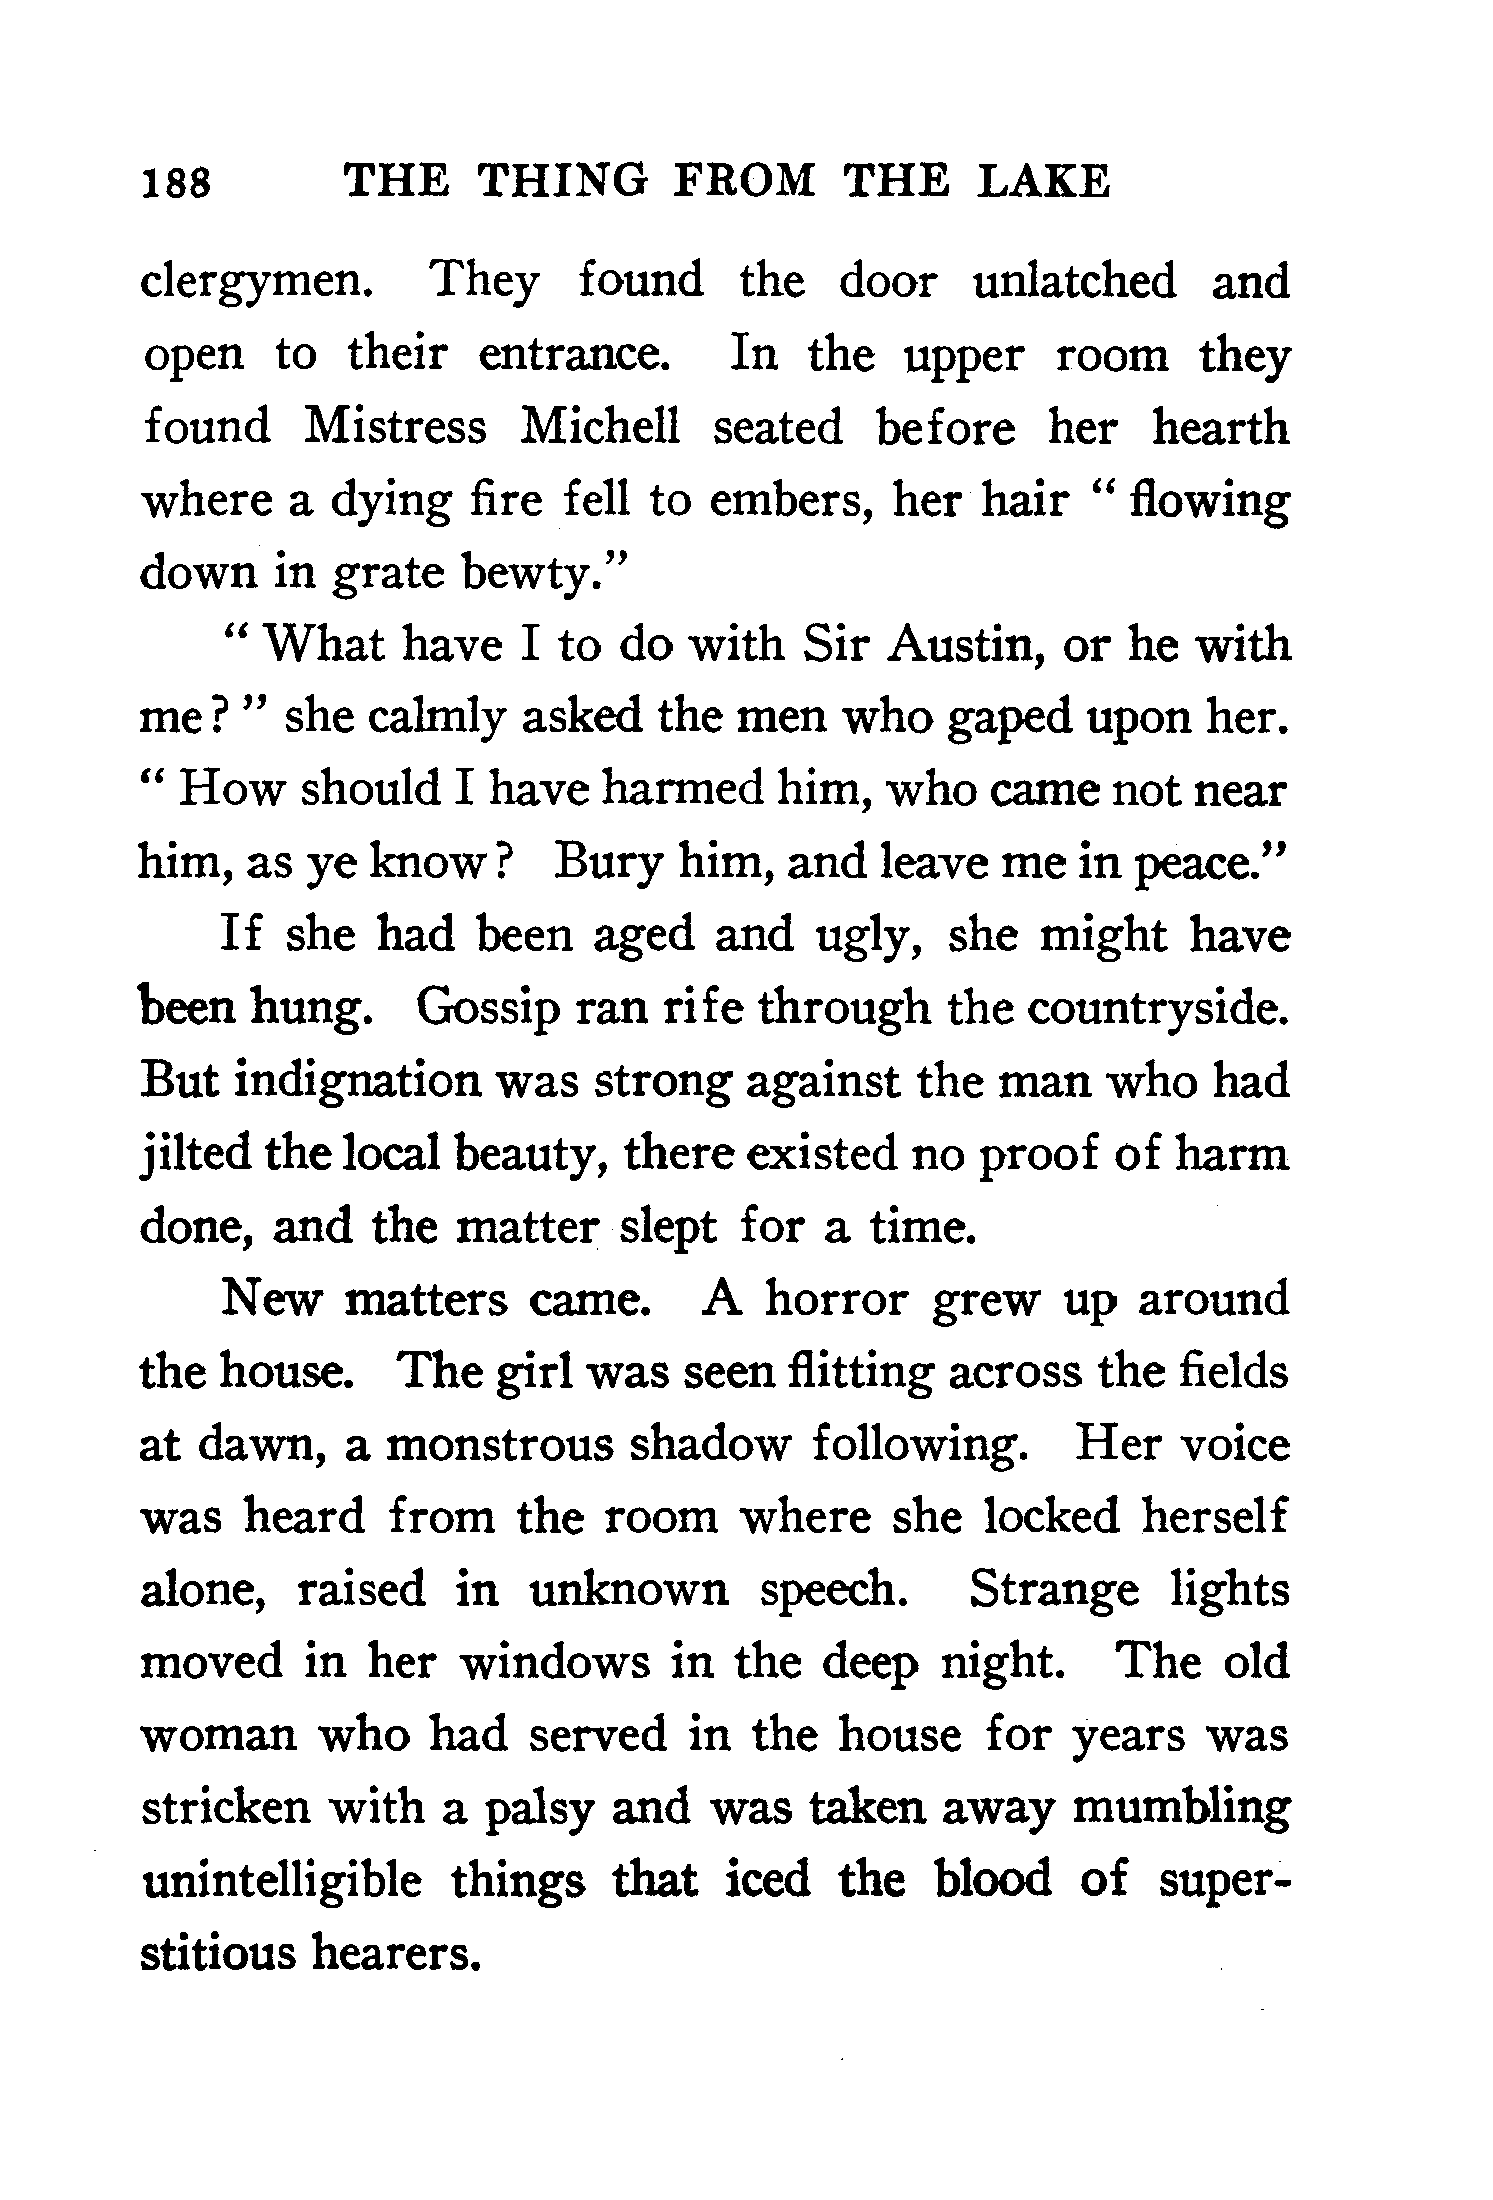 188 THE THING FROM THE LAKE
clergymen. They found the door unlatched and
open to their entrance. In the upper room they
found Mistress Michell seated before her hearth
where a dying fire fell to embers, her hair " flowing
down in grate bewty."
" What have I to do with Sir Austin, or he with
me? " she calmly asked the men who gaped upon her.
" How should I have harmed him, who came not near
him, as ye know? Bury him, and leave me in peace."
If she had been aged and ugly, she might have
been hung. Gossip ran rife through the countryside.
But indignation was strong against the man who had
jilted the local beauty, there existed no proof of harm
done, and the matter slept for a time.
New matters came. A horror grew up around
the house. The girl was seen flitting across the fields
at dawn, a monstrous shadow following. Her voice
was heard from the room where she locked herself
alone, raised in unknown speech. Strange lights
moved in her windows in the deep night. The old
woman who had served in the house for years was
stricken with a palsy and was taken away mumbling
unintelligible things that iced the blood of super-
stitious hearers.